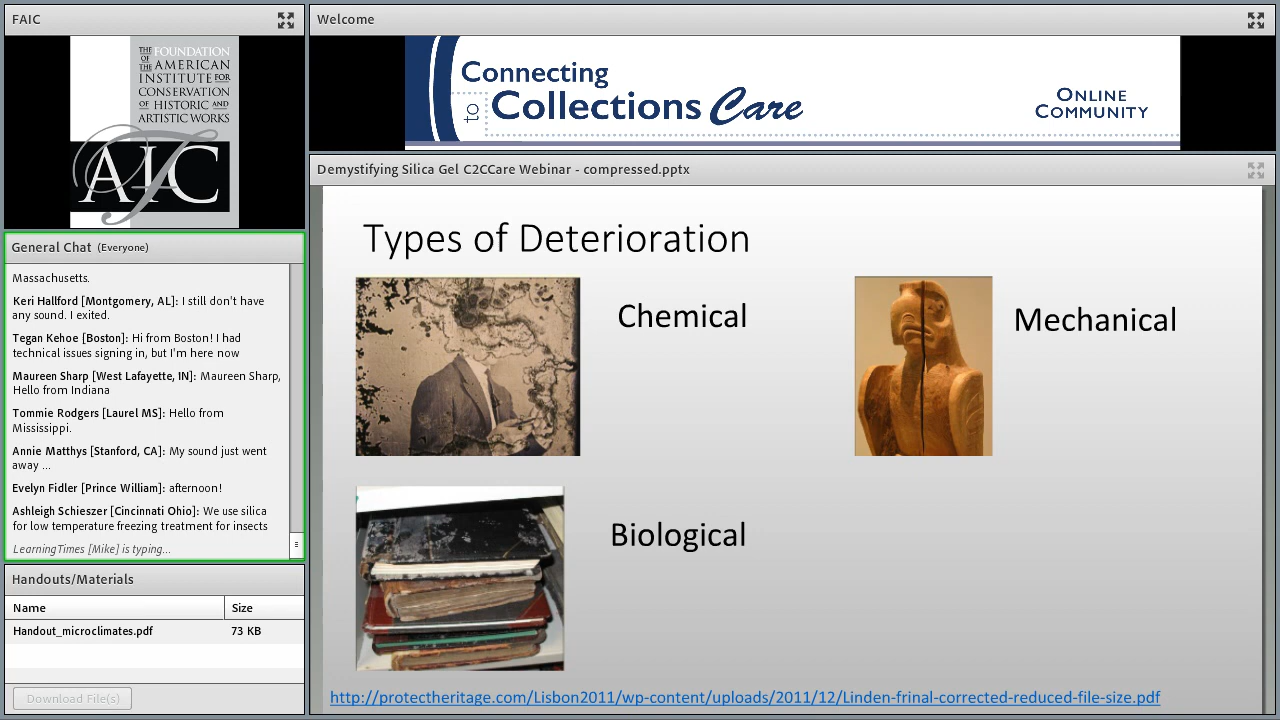 FAIC
THE FOUNDATION
OF THE AMERICAN
INSTITUTE FOR
CONSERVATION
OF HISTORIC AND
ARTISTIC WORKS
AIC
General Chat (Everyone)
Massachusetts.
Keri Hallford [Montgomery, AL]: I still don't have
any sound. I exited.
Tegan Kehoe [Boston]: Hi from Boston! I had
technical issues signing in, but I'm here now
Maureen Sharp [West Lafayette, IN]: Maureen Sharp,
Hello from Indiana
Tommie Rodgers [Laurel MS]: Hello from
Mississippi.
Annie Matthys [Stanford, CA]: My sound just went
away ...
Evelyn Fidler [Prince William]: afternoon!
Ashleigh Schieszer [Cincinnati Ohio]: We use silica
for low temperature freezing treatment for insects
LearningTimes [Mike] is typing...
Handouts/Materials
Name Size
Handout_microclimates.pdf 73 KB
Download File(s)
Welcome
Connecting
to Collections Care
ONLINE
COMMUNITY
Demystifying Silica Gel C2CCare Webinar - compressed.pptx
Types of Deterioration
Chemical
Mechanical
Biological
http://protectheritage.com/Lisbon2011/wp-content/uploads/2011/12/Linden-frinal-corrected-reduced-file-size.pdf